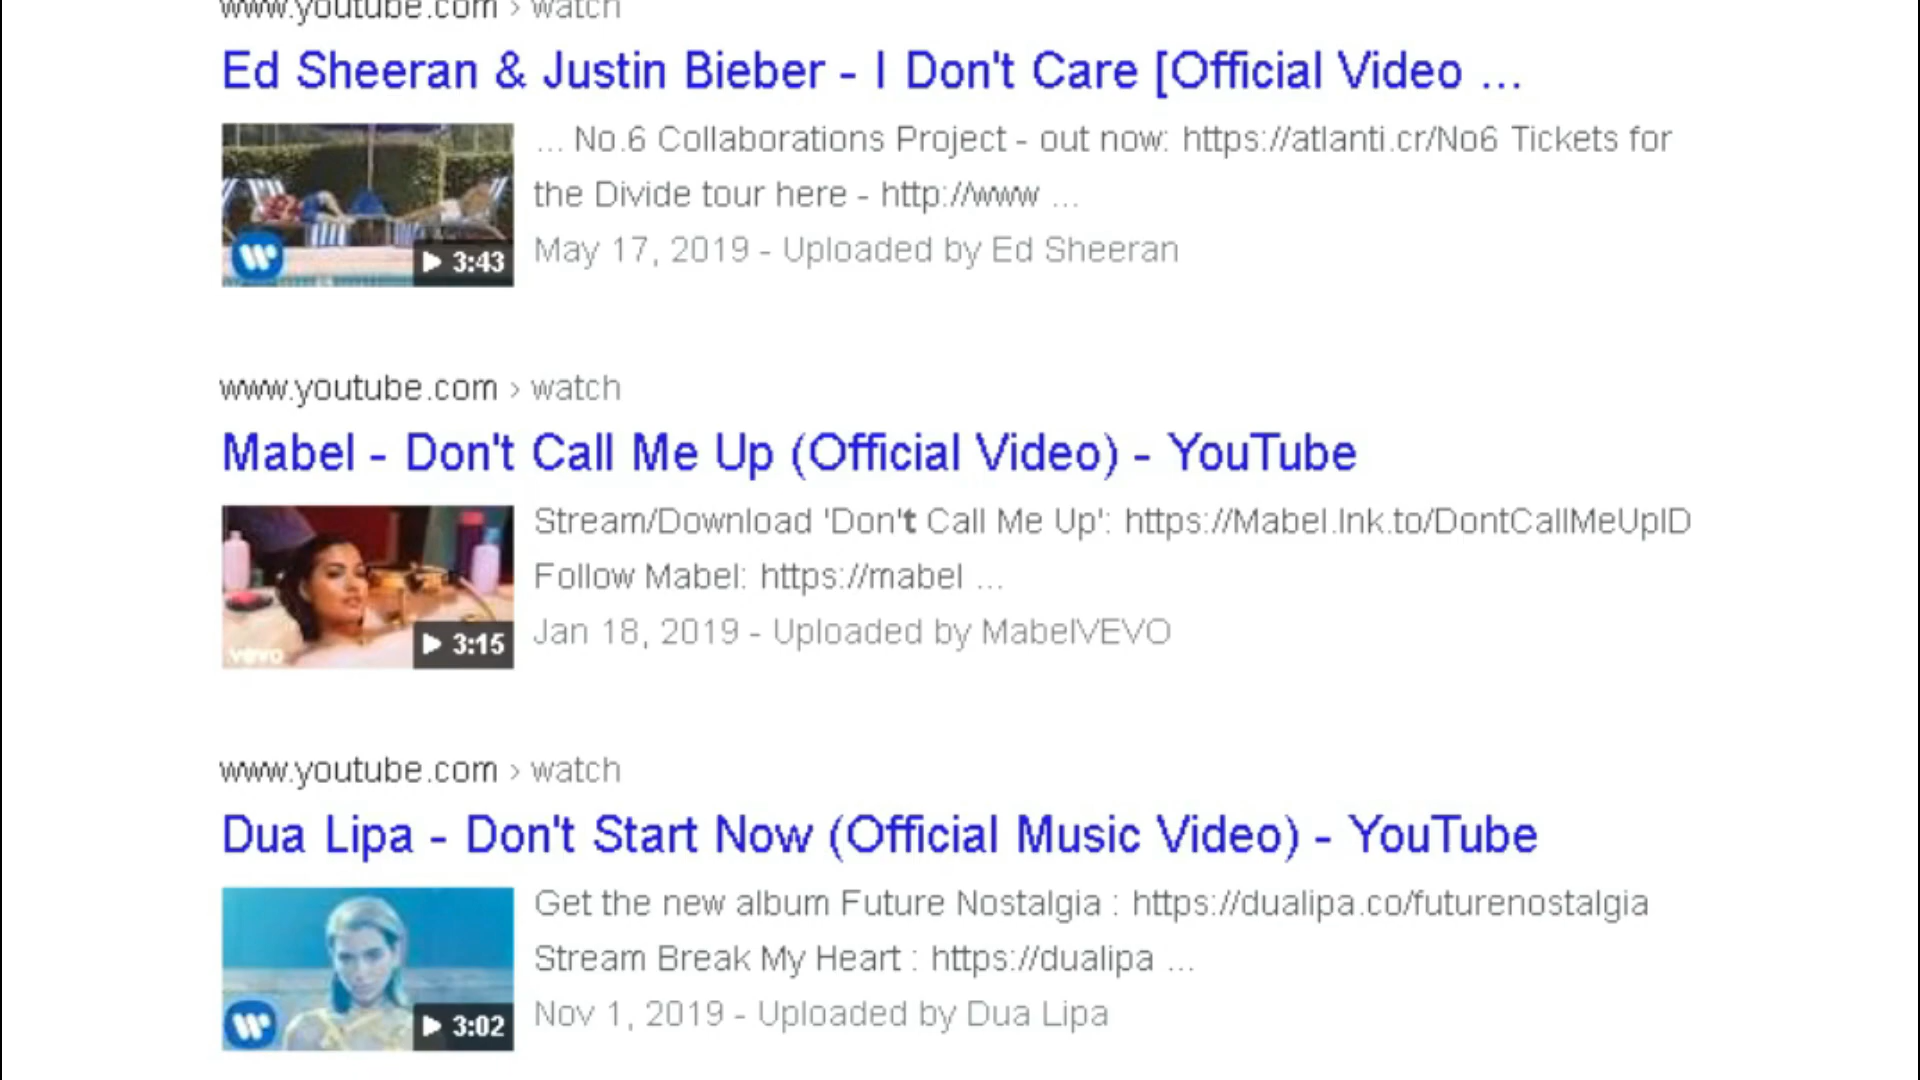 www.youtube.com › watch
Ed Sheeran & Justin Bieber - I Don't Care [Official Video ...
... No.6 Collaborations Project - out now: https://atlanti.cr/No6 Tickets for
the Divide tour here - http://www ...
3:43
May 17, 2019 - Uploaded by Ed Sheeran
www.youtube.com › watch
Mabel - Don't Call Me Up (Official Video) - YouTube
Stream/Download 'Don't Call Me Up': https://Mabel.lnk.to/DontCallMeUpID
Follow Mabel: https://mabel ...
vevo
3:15
Jan 18, 2019 - Uploaded by MabelVEVO
www.youtube.com › watch
Dua Lipa - Don't Start Now (Official Music Video) - YouTube
Get the new album Future Nostalgia : https://dualipa.co/futurenostalgia
Stream Break My Heart : https://dualipa ...
3:02
Nov 1, 2019 - Uploaded by Dua Lipa